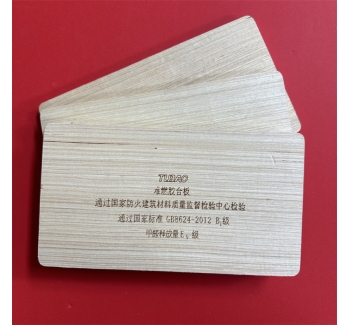 TUBAO
难燃胶合板
通过国家防火建筑材料质量监督检验中心检验
通过国家标准 GB8624-2012 B₁级
甲醛释放量E₀级